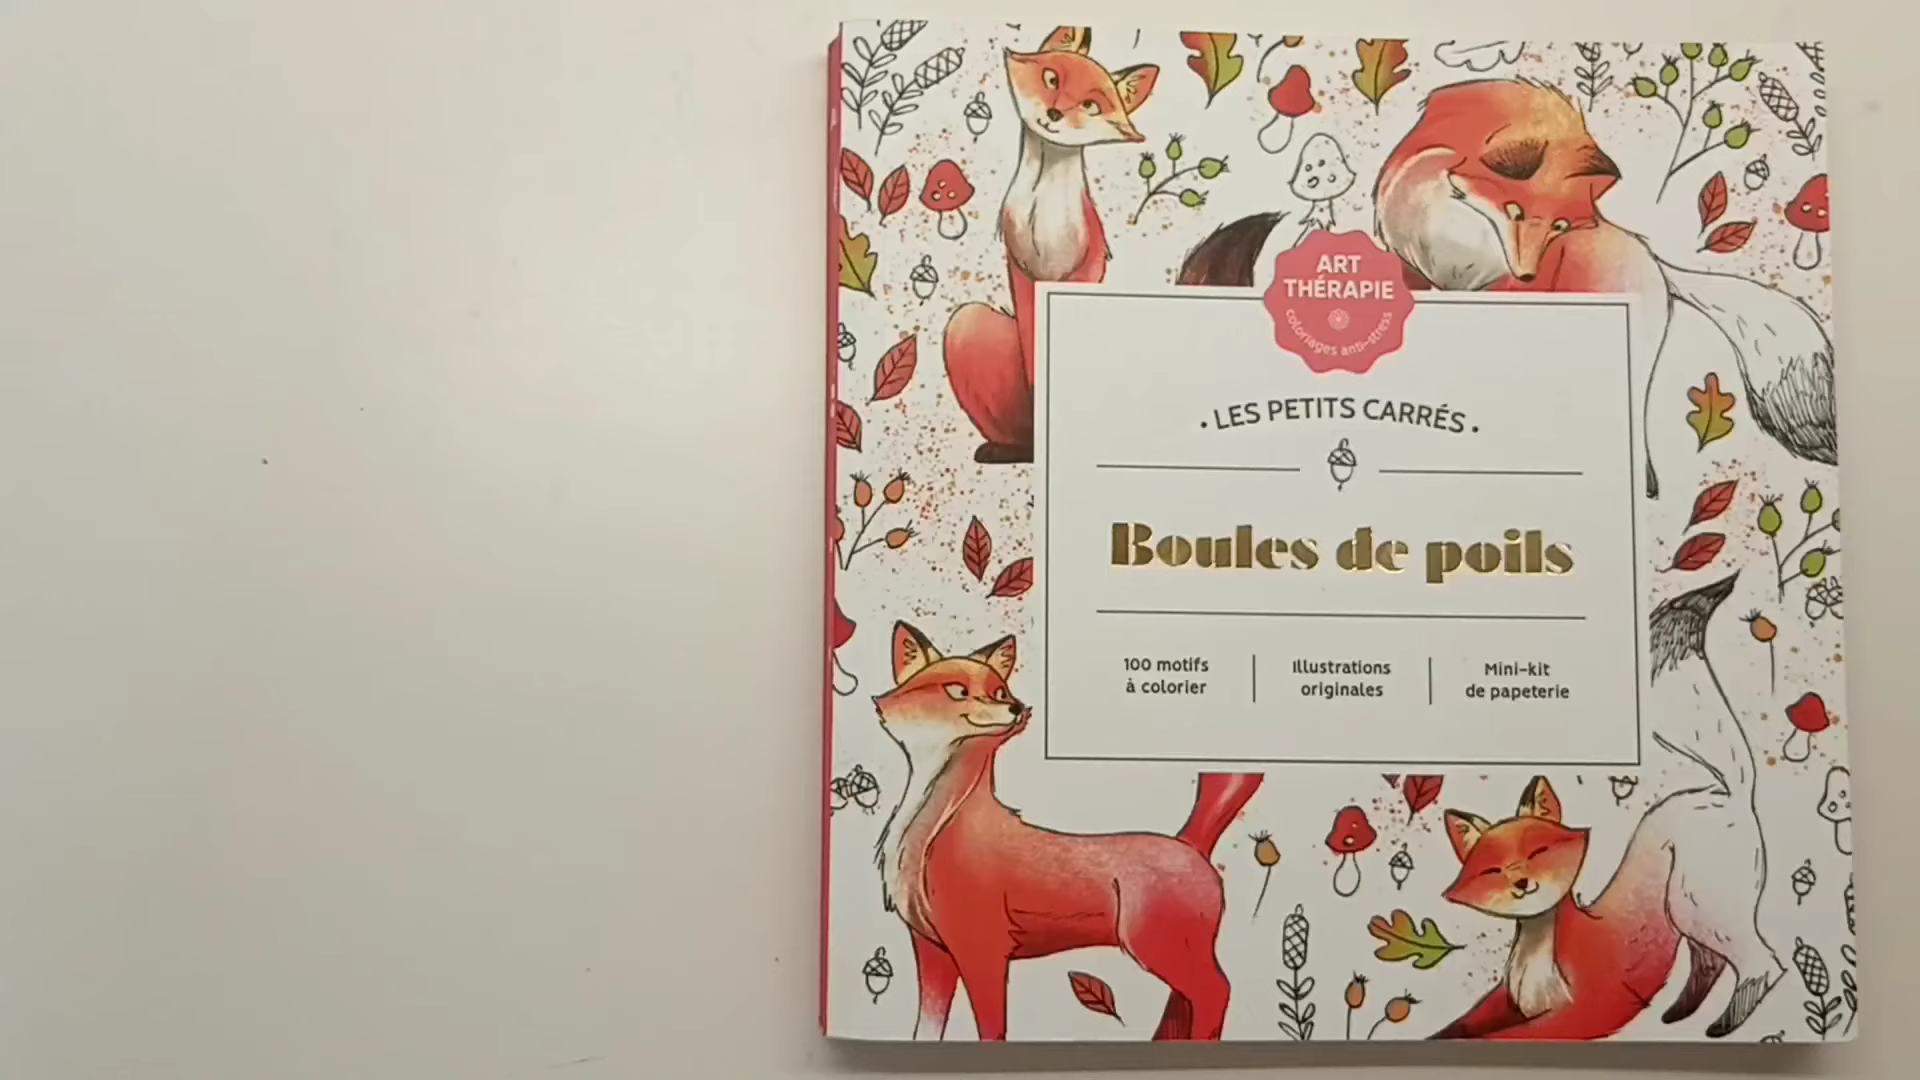 ART
THÉRAPIE
coloriages anti-stress
• LES PETITS CARRÉS •
Boules de poils
100 motifs
à colorier
Illustrations
originales
Mini-kit
de papeterie